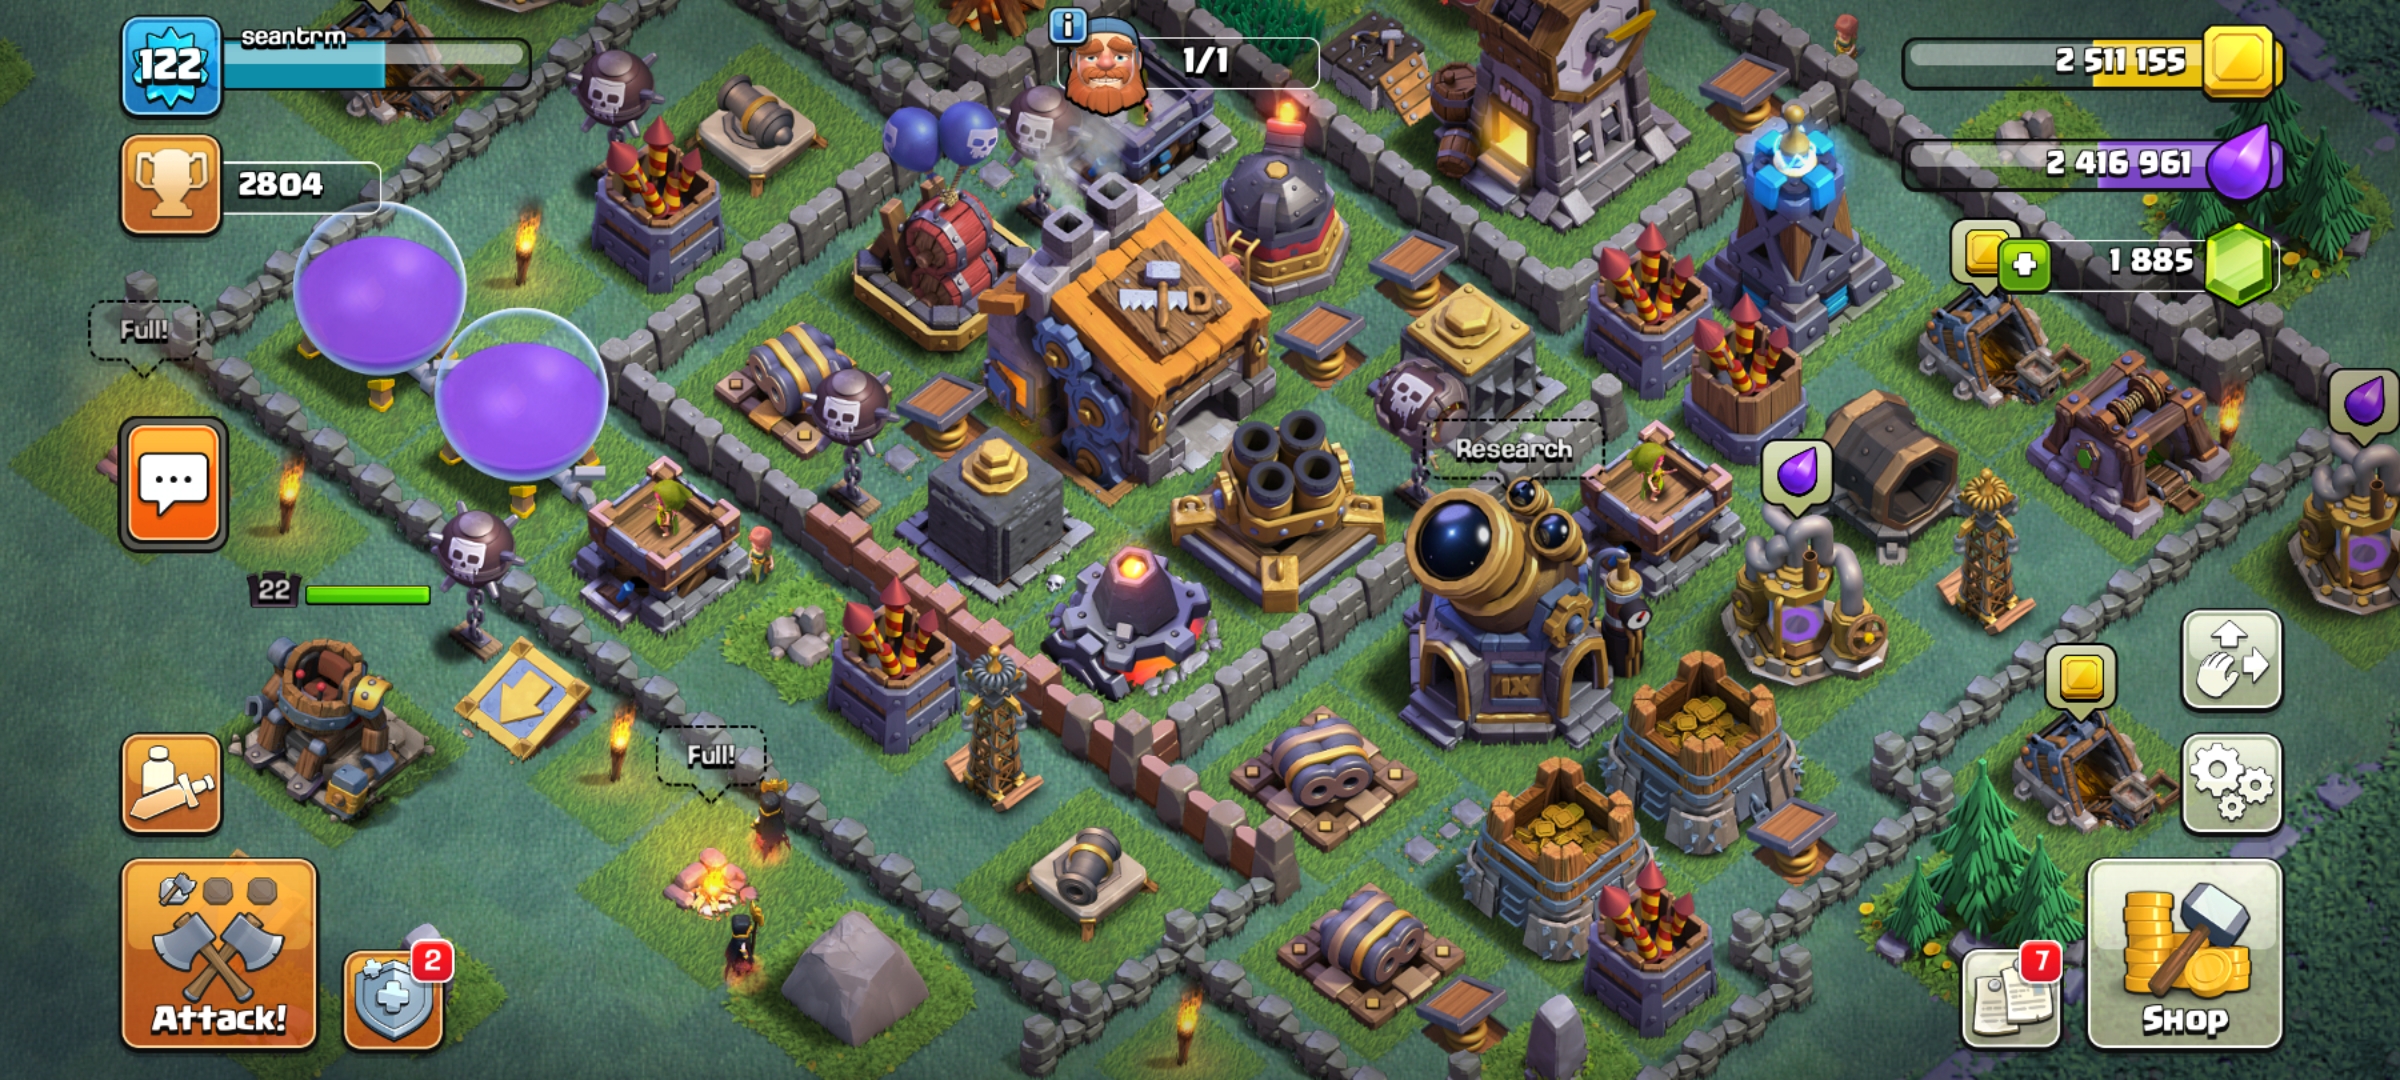 122
seantrm
i
1/1
2 511 155
2804
2 416 961
VIII
1 885
Full!
Research
22
IX
Full!
2
Attack!
7
Shop